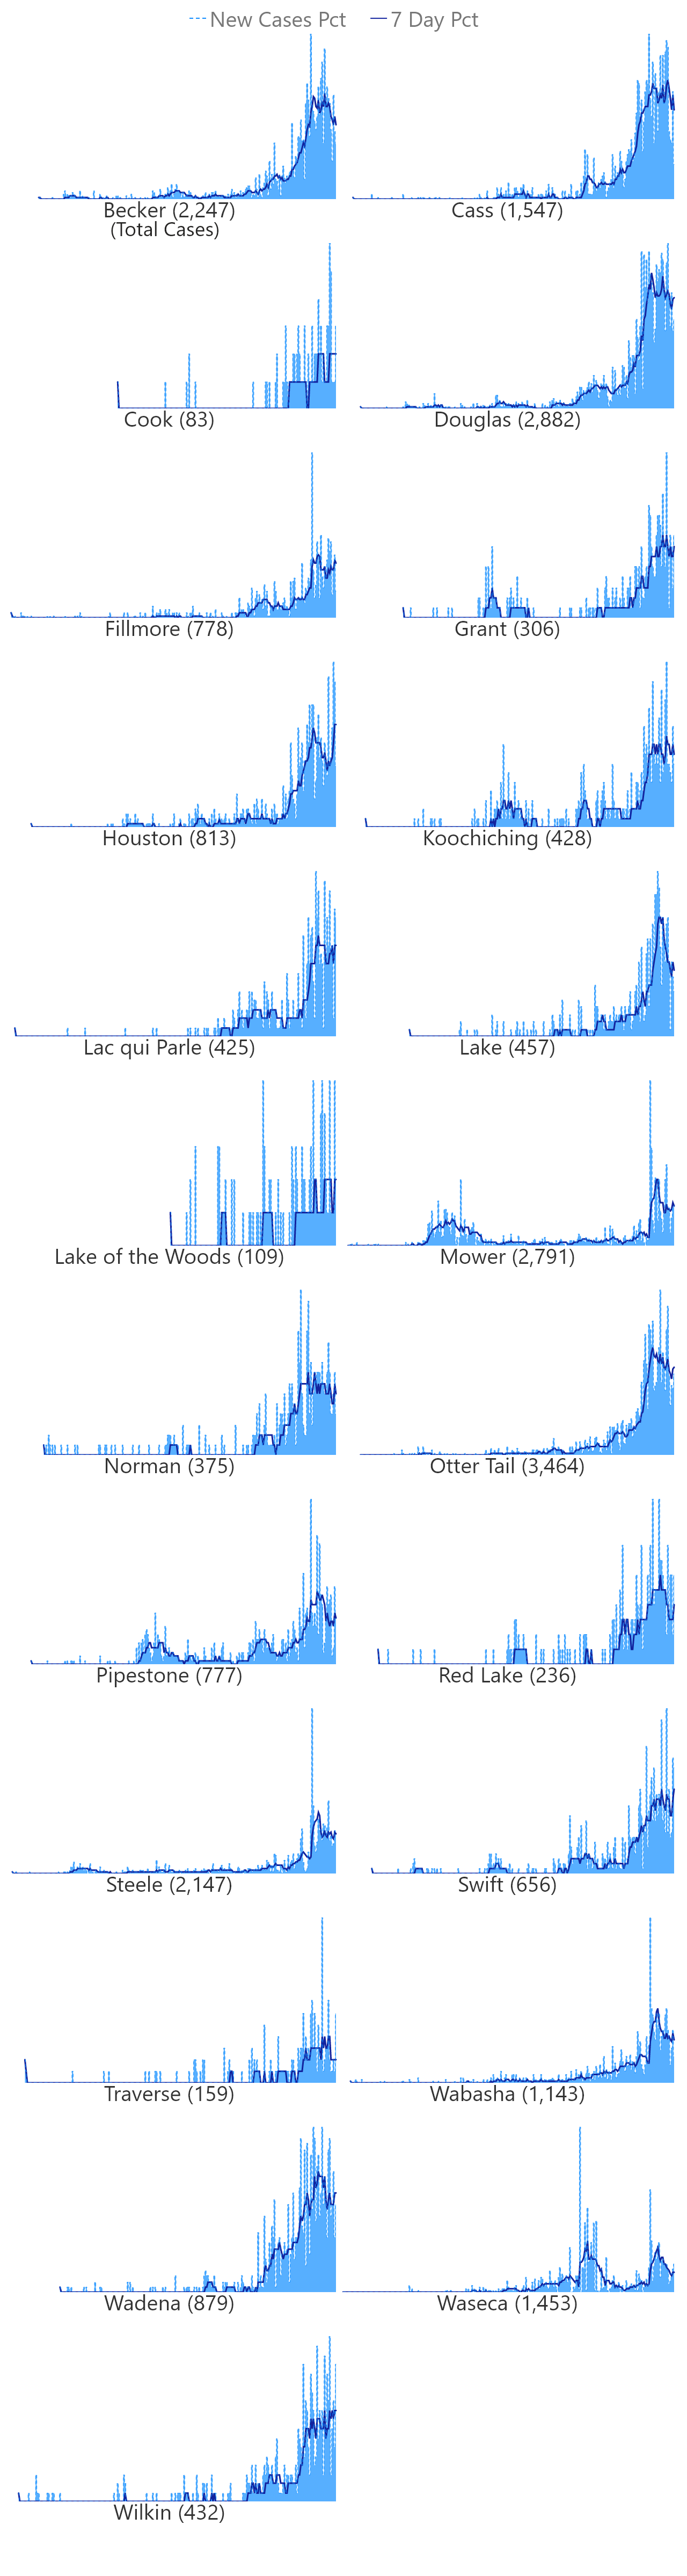 New Cases Pct 7 Day Pct
Becker (2,247) Cass (1,547)
(Total Cases)
Cook (83) Douglas (2,882)
Fillmore (778) Grant (306)
Houston (813) Koochiching (428)
Lac qui Parle (425) Lake (457)
Lake of the Woods (109) Mower (2,791)
Norman (375) Otter Tail (3,464)
Pipestone (777) Red Lake (236)
Steele (2,147) Swift (656)
Traverse (159) Wabasha (1,143)
Wadena (879) Waseca (1,453)
Wilkin (432)